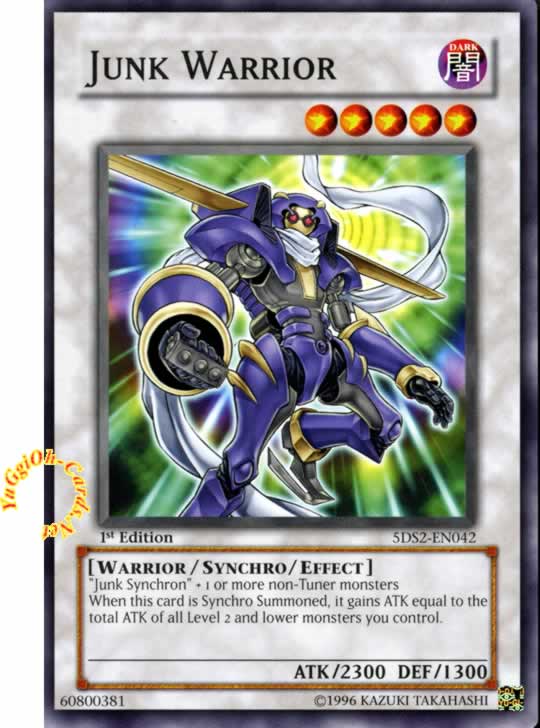 JUNK WARRIOR
DARK
闇
YuGgiOh-Cards.Net
1st Edition
5DS2-EN042
[WARRIOR/SYNCHRO/EFFECT]
"Junk Synchron" + 1 or more non-Tuner monsters
When this card is Synchro Summoned, it gains ATK equal to the
total ATK of all Level 2 and lower monsters you control.
ATK/2300 DEF/1300
60800381
©1996 KAZUKI TAKAHASHI